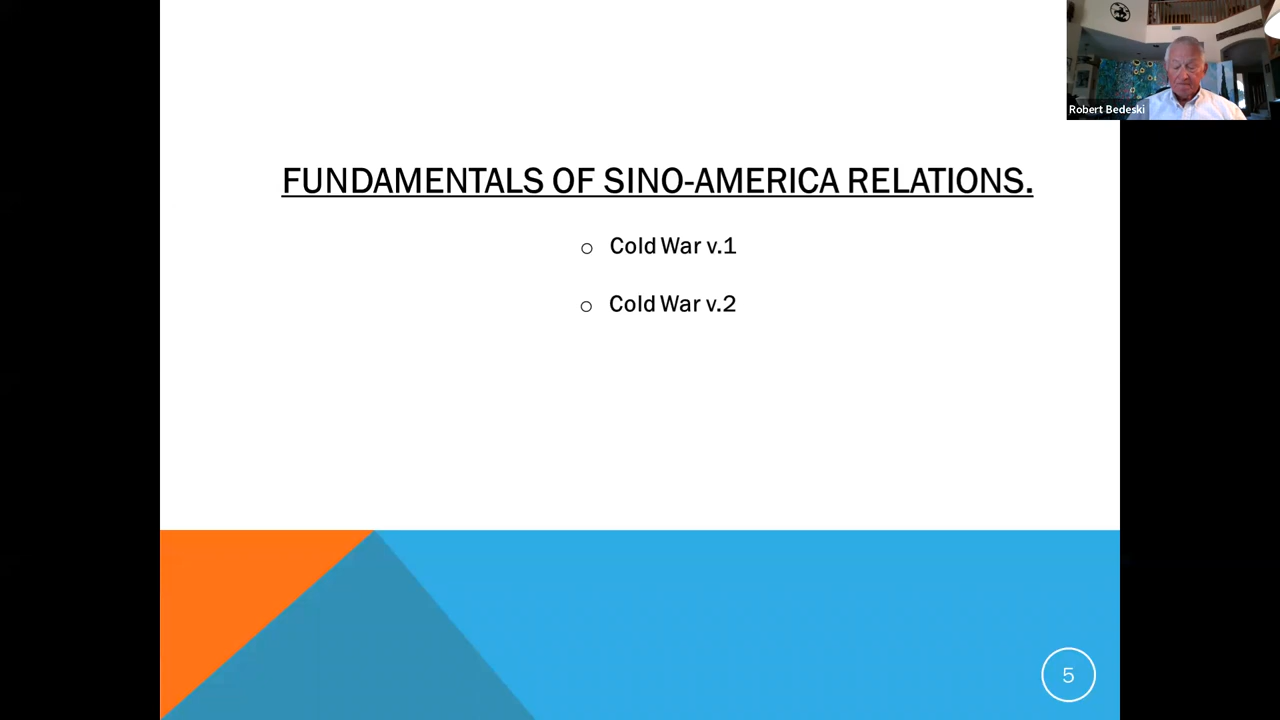 Robert Bedeski
FUNDAMENTALS OF SINO-AMERICA RELATIONS.
o Cold War v.1
o Cold War v.2
5